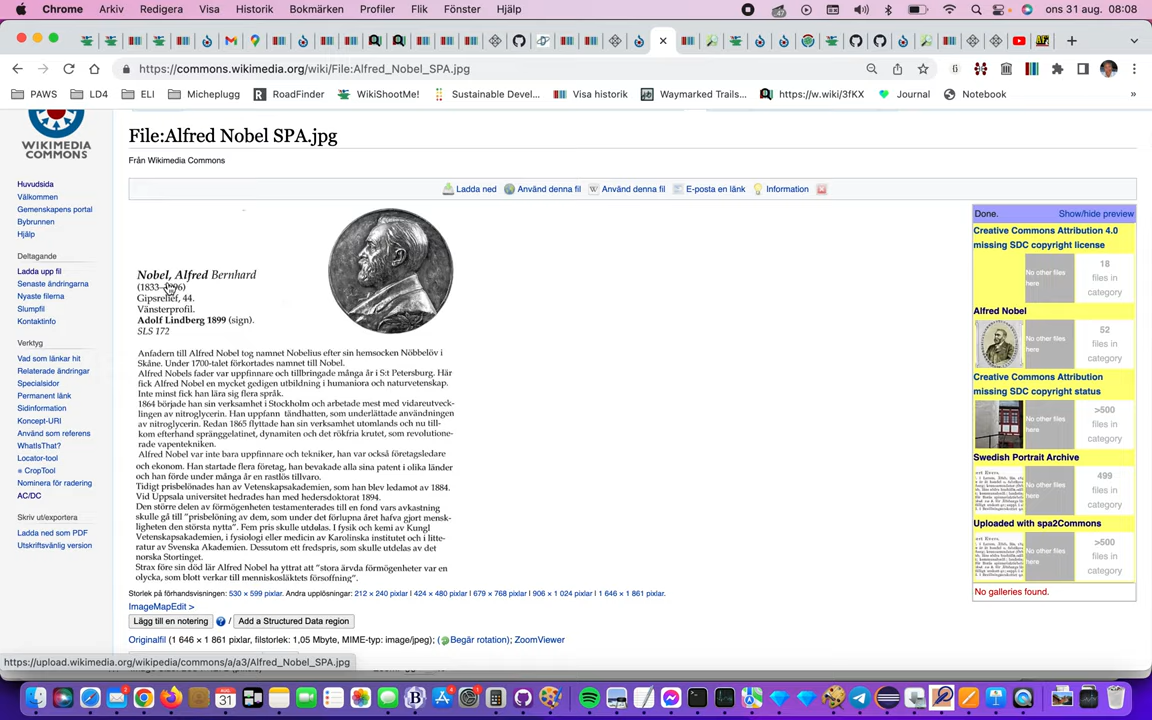 Chrome Arkiv Redigera Visa Historik Bokmärken Profiler Flik Fönster Hjälp
ons 31 aug. 08:08
https://commons.wikimedia.org/wiki/File:Alfred_Nobel_SPA.jpg
PAWS LD4 ELI Micheplugg RoadFinder WikiShootMe! Sustainable Devel... Visa historik Waymarked Trails... https://w.wiki/3fKX Journal Notebook »
WIKIMEDIA
COMMONS
Huvudsida
Välkommen
Gemenskapens portal
Bybrunnen
Hjälp
Deltagande
Ladda upp fil
Senaste ändringarna
Nyaste filerna
Slumpfil
Kontaktinfo
Verktyg
Vad som länkar hit
Relaterade ändringar
Specialsidor
Permanent länk
Sidinformation
Koncept-URI
Använd som referens
WhatIsThat?
Locator-tool
CropTool
Nominera för radering
AC/DC
Skriv ut/exportera
Ladda ned som PDF
Utskriftsvänlig version
File:Alfred Nobel SPA.jpg
Från Wikimedia Commons
Ladda ned Använd denna fil Använd denna fil E-posta en länk Information
Nobel, Alfred Bernhard
Gipsrelief, 44.
Vänsterprofil.
Adolf Lindberg 1899 (sign).
SLS 172
Anfadern till Alfred Nobel tog namnet Nobelius efter sin hemsocken Nöbbelöv i
Skåne. Under 1700-talet förkortades namnet till Nobel.
Alfred Nobels fader var uppfinnare och tillbringade många år i S:t Petersburg. Här
fick Alfred Nobel en mycket gedigen utbildning i humaniora och naturvetenskap.
Inte minst fick han lära sig flera språk.
1864 började han sin verksamhet i Stockholm och arbetade mest med vidareutveck-
lingen av nitroglycerin. Han uppfann tändhatten, som underlättade användningen
av nitroglycerin. Redan 1865 flyttade han sin verksamhet utomlands och nu till-
kom efterhand spränggelatinet, dynamiten och det rökfria krutet, som revolutione-
rade vapentekniken.
Alfred Nobel var inte bara uppfinnare och tekniker, han var också företagsledare
och ekonom. Han startade flera företag, han bevakade alla sina patent i olika länder
och han förde under många år en rastlös tillvaro.
Tidigt prisbelönades han av Vetenskapsakademien, som han blev ledamot av 1884.
Vid Uppsala universitet hedrades han med hedersdoktorat 1894.
Den större delen av förmögenheten testamenterades till en fond vars avkastning
skulle gå till "prisbelöning av dem, som under det förlupna året hafva gjort mensk-
ligheten den största nytta". Fem pris skulle utdelas. I fysik och kemi av Kungl
Vetenskapsakademien, i fysiologi eller medicin av Karolinska institutet och i litte-
ratur av Svenska Akademien. Dessutom ett fredspris, som skulle utdelas av det
norska Stortinget.
Strax före sin död lär Alfred Nobel ha yttrat att "stora ärvda förmögenheter var en
olycka, som blott verkar till menniskosläktets försoffning".
Storlek på förhandsvisningen: 530 × 599 pixlar. Andra upplösningar: 212 × 240 pixlar | 424 × 480 pixlar | 679 × 768 pixlar | 906 × 1 024 pixlar | 1 646 × 1 861 pixlar.
ImageMapEdit >
Lägg till en notering / Add a Structured Data region
Originalfil (1 646 × 1 861 pixlar, filstorlek: 1,05 Mbyte, MIME-typ: image/jpeg); (Begär rotation); ZoomViewer
Done. Show/hide preview
Creative Commons Attribution 4.0
missing SDC copyright license
No other files here
18
files in
category
Alfred Nobel
No other files here
52
files in
category
Creative Commons Attribution
missing SDC copyright status
No other files here
>500
files in
category
Swedish Portrait Archive
No other files here
499
files in
category
Uploaded with spa2Commons
No other files here
>500
files in
category
No galleries found.
https://upload.wikimedia.org/wikipedia/commons/a/a3/Alfred_Nobel_SPA.jpg